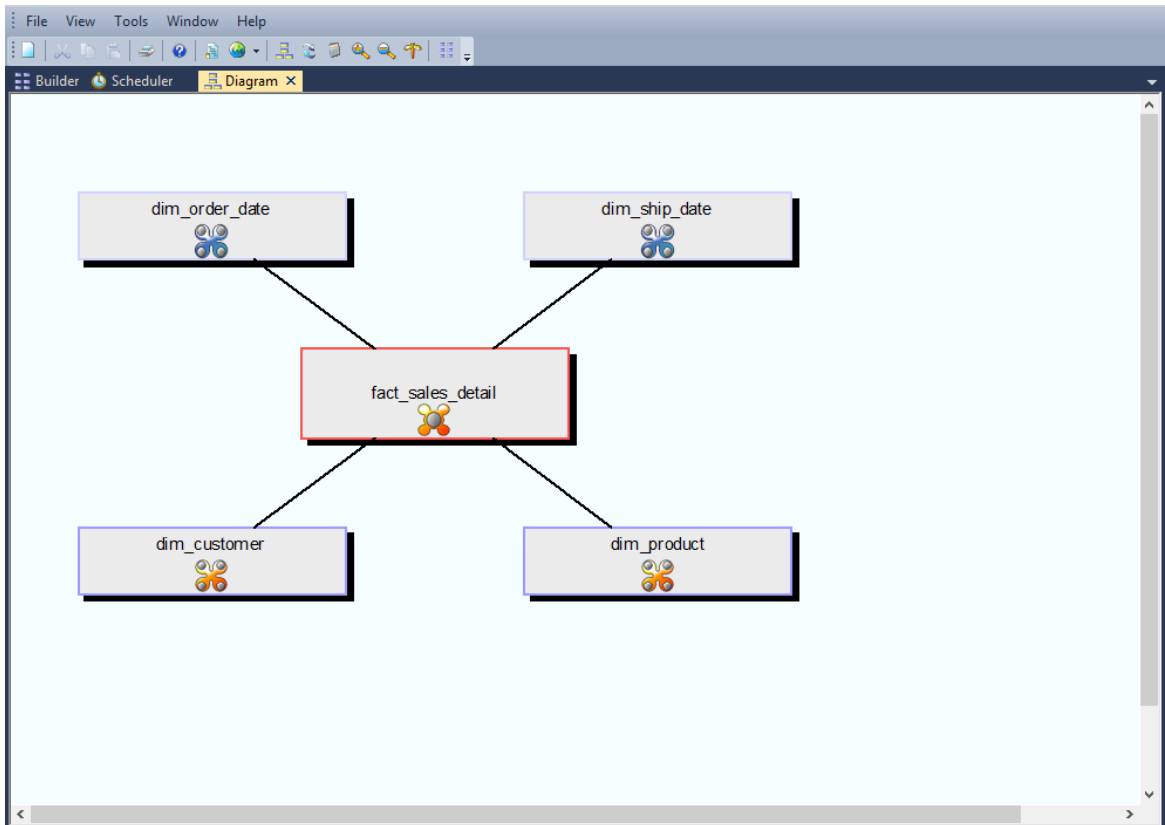 File View Tools Window Help
Builder Scheduler Diagram
dim_order_date dim_ship_date
fact_sales_detail
dim_customer dim_product